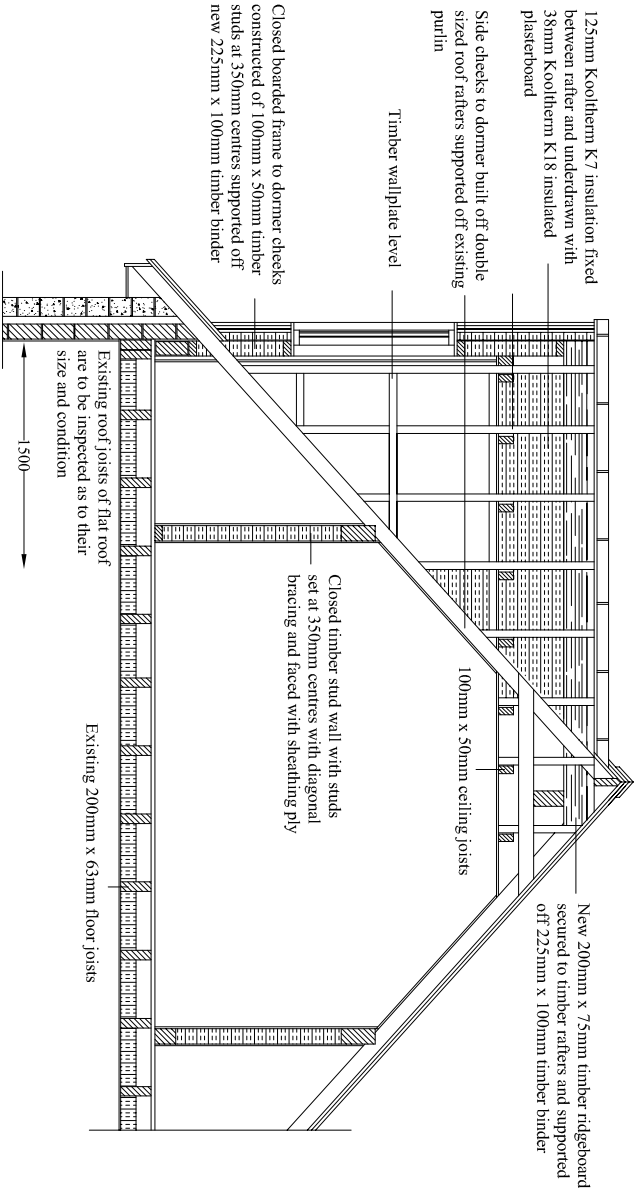 125mm Kooltherm K7 insulation fixed
between rafter and underdrawn with
38mm Kooltherm K18 insulated
plasterboard
Side cheeks to dormer built off double
sized roof rafters supported off existing
purlin
Timber wallplate level
Closed boarded frame to dormer cheeks
constructed of 100mm x 50mm timber
studs at 350mm centres supported off
new 225mm x 100mm timber binder
New 200mm x 75mm timber ridgeboard
secured to timber rafters and supported
off 225mm x 100mm timber binder
100mm x 50mm ceiling joists
Closed timber stud wall with studs
set at 350mm centres with diagonal
bracing and faced with sheathing ply
Existing roof joists of flat roof
are to be inspected as to their
size and condition
Existing 200mm x 63mm floor joists
1500